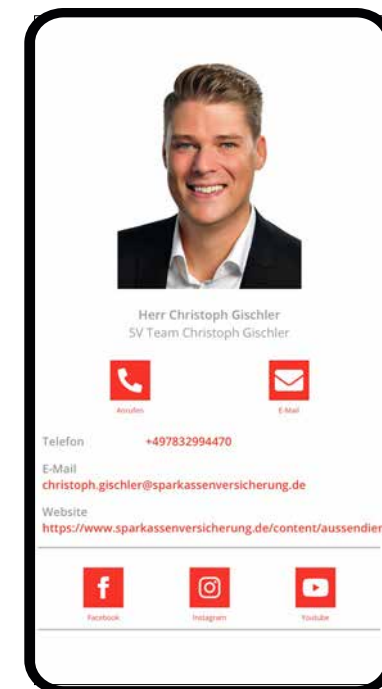 Herr Christoph Gischler
SV Team Christoph Gischler
Anrufen E-Mail
Telefon +497832994470
E-Mail
christoph.gischler@sparkassenversicherung.de
Website
https://www.sparkassenversicherung.de/content/aussendien
Facebook Instagram Youtube